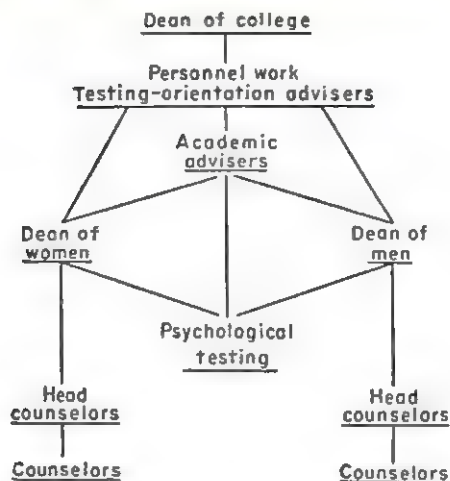 Dean of college
Personnel work
Testing-orientation advisers
Academic
advisers
Dean of
women
Dean of
men
Psychological
testing
Head
counselors
Head
counselors
Counselors
Counselors